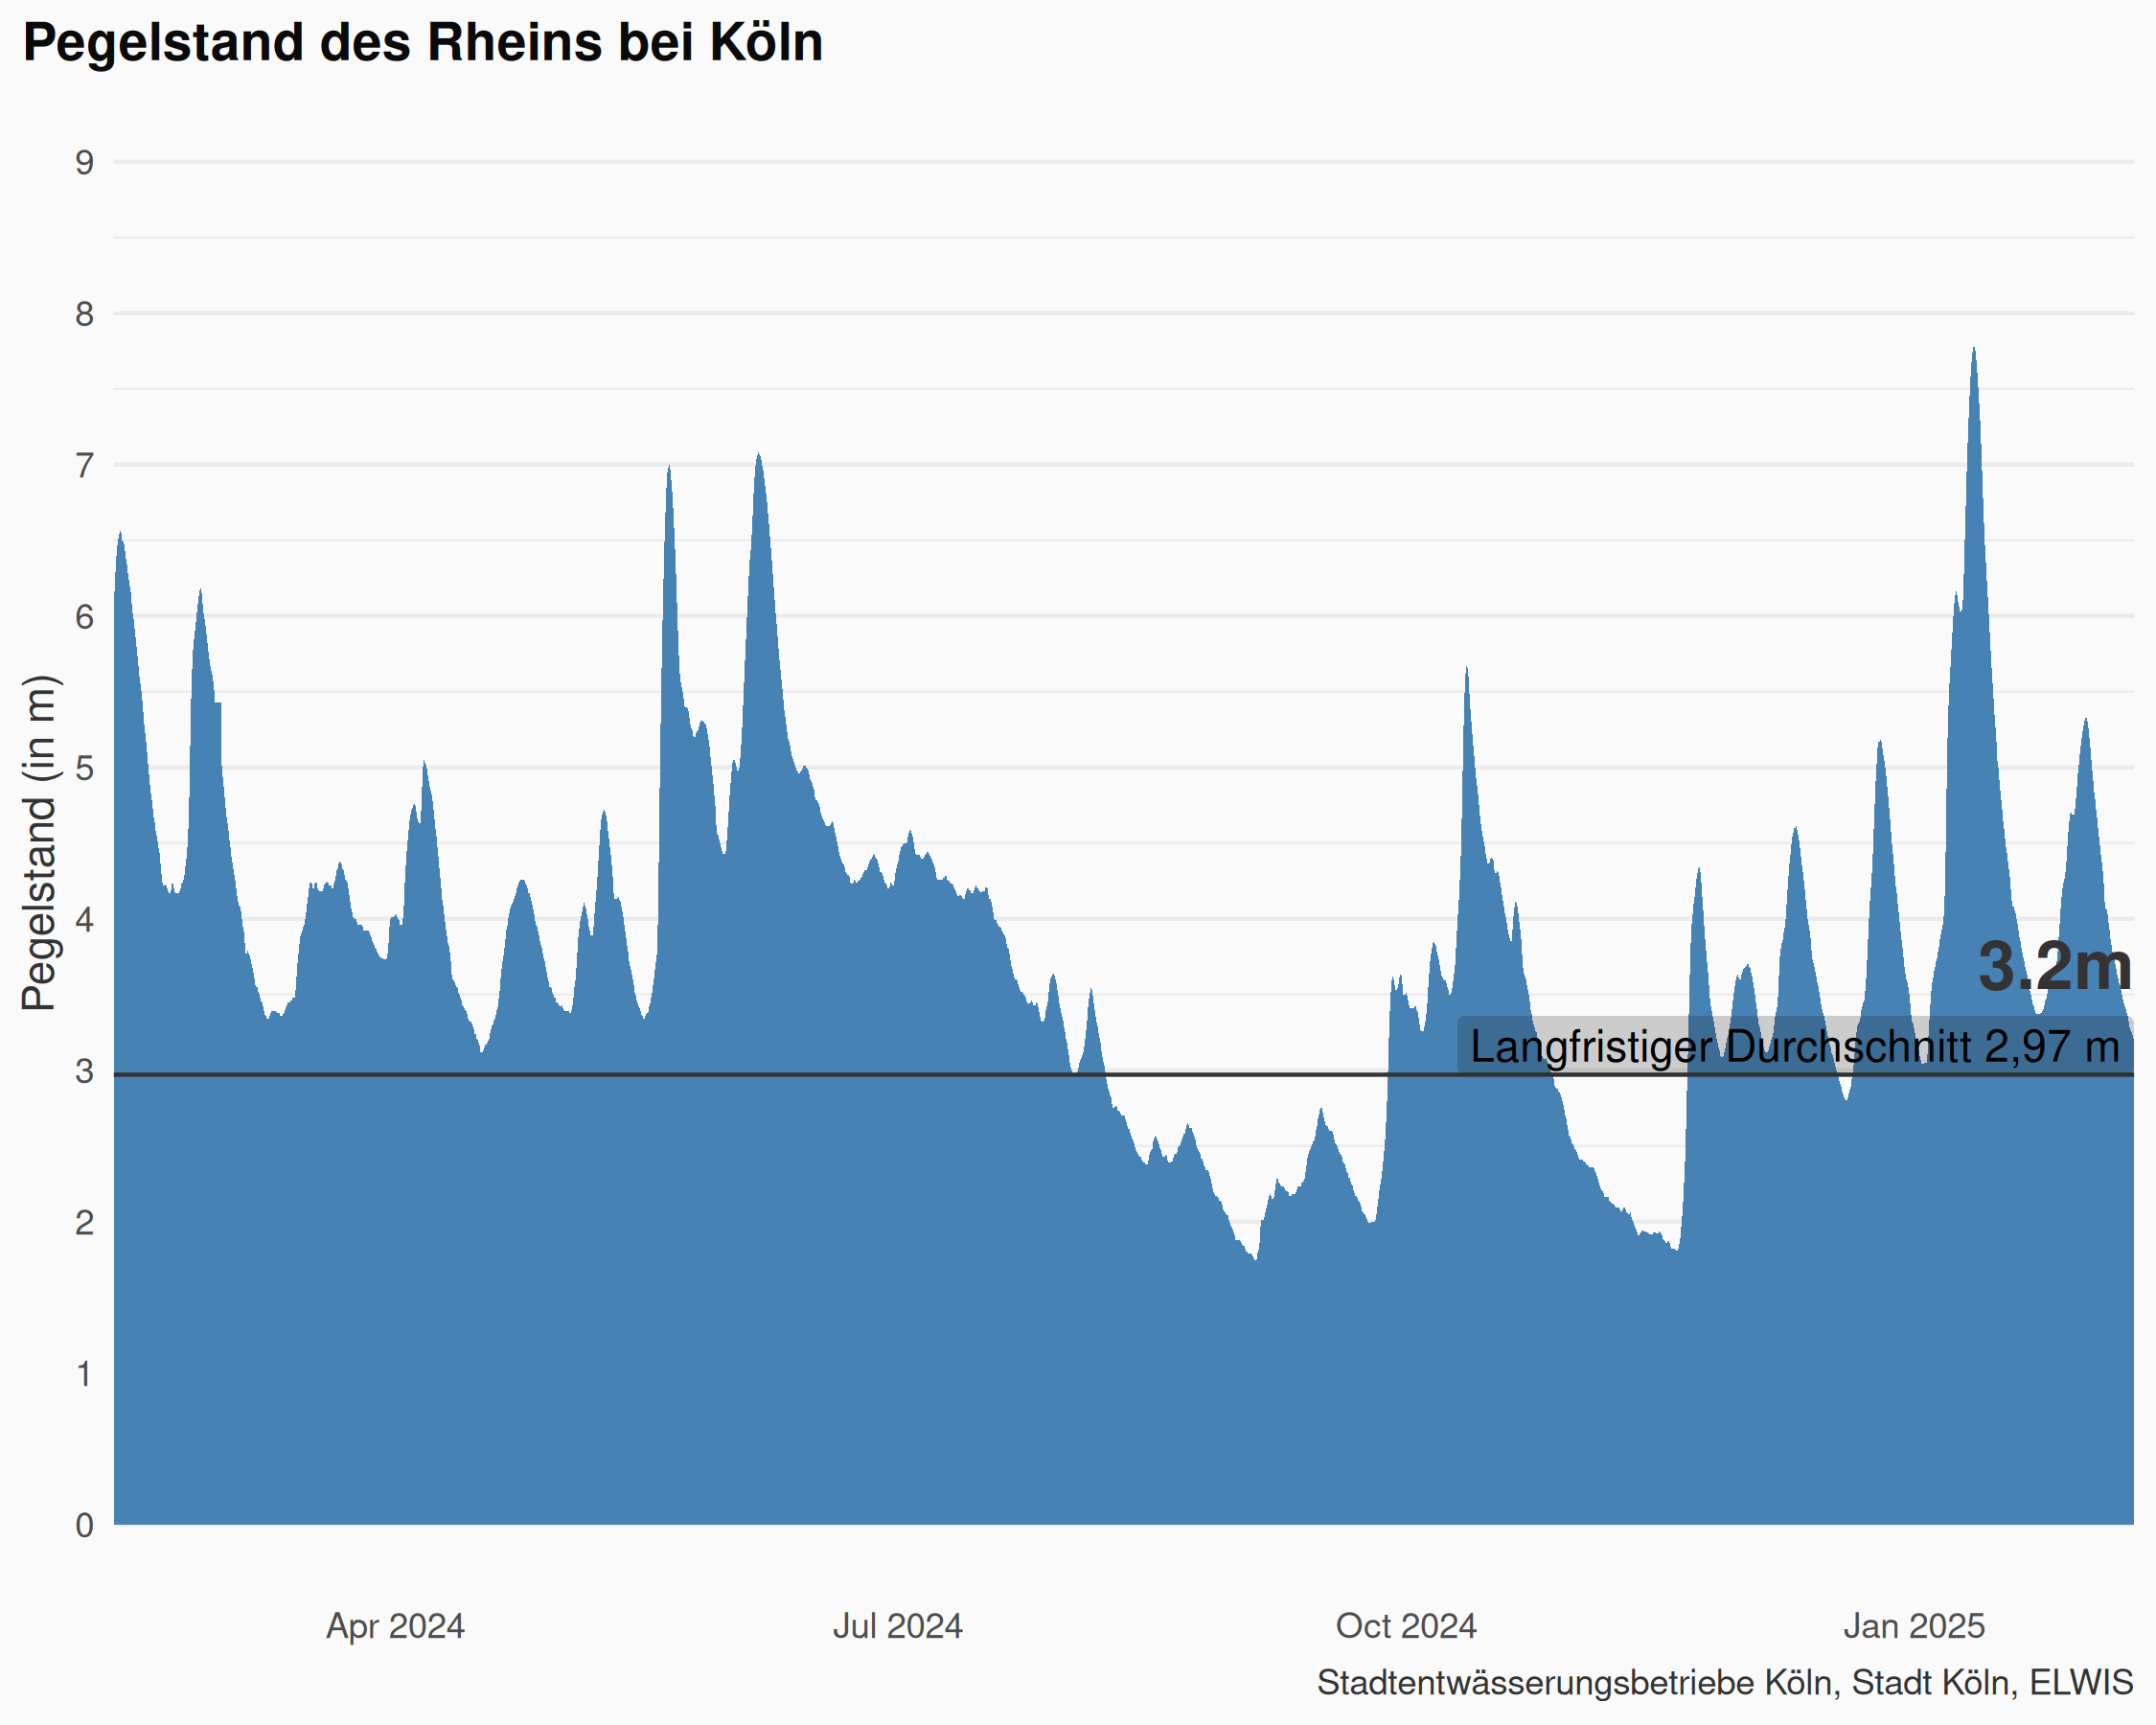 Pegelstand des Rheins bei Köln
Pegelstand (in m)
9
8
7
6
5
4
3
2
1
0
3.2m
Langfristiger Durchschnitt 2,97 m
Apr 2024
Jul 2024
Oct 2024
Jan 2025
Stadtentwässerungsbetriebe Köln, Stadt Köln, ELWIS